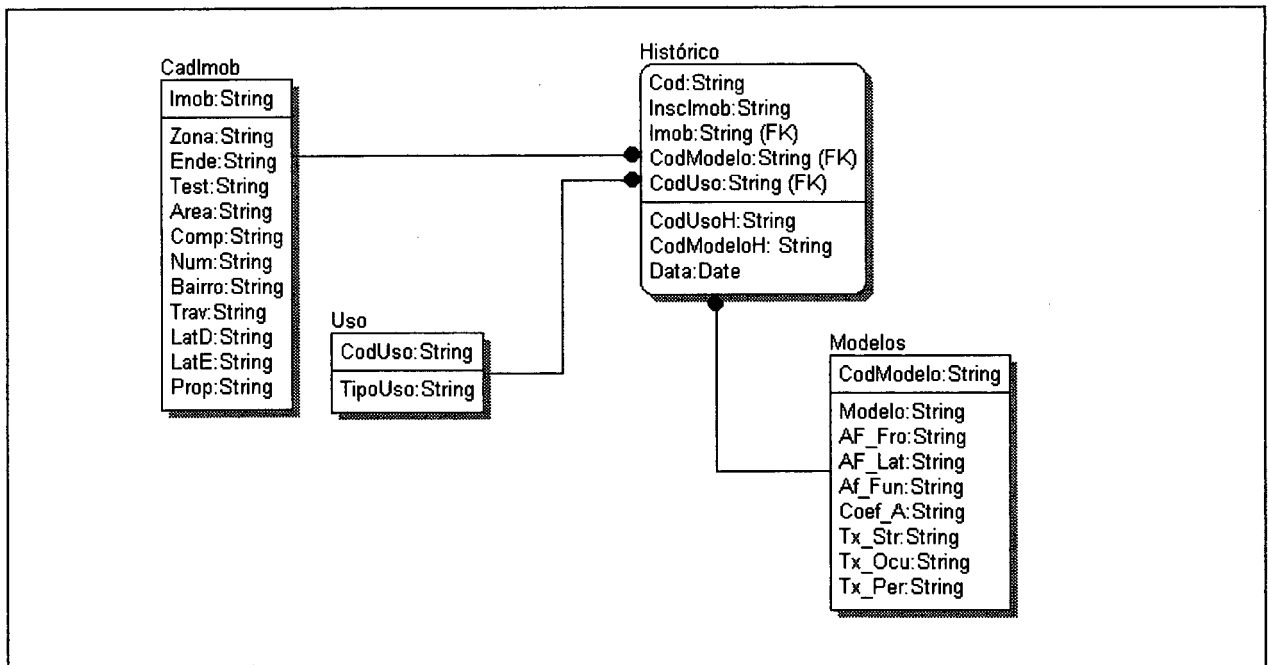 CadImob
Imob:String
Zona:String
Ende:String
Test:String
Area:String
Comp:String
Num:String
Bairro:String
Trav:String
LatD:String
LatE:String
Prop:String
Histórico
Cod:String
InscImob:String
Imob:String (FK)
CodModelo:String (FK)
CodUso:String (FK)
CodUsoH:String
CodModeloH: String
Data:Date
Uso
CodUso:String
TipoUso:String
Modelos
CodModelo:String
Modelo:String
AF_Fro:String
AF_Lat:String
Af_Fun:String
Coef_A:String
Tx_Str:String
Tx_Ocu:String
Tx_Per:String